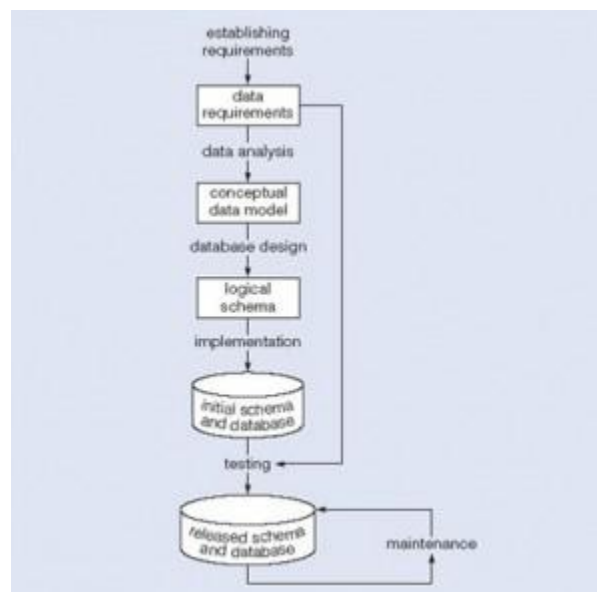 establishing
requirements
data
requirements
data analysis
conceptual
data model
database design
logical
schema
implementation
initial schema
and database
testing
released schema
and database
maintenance